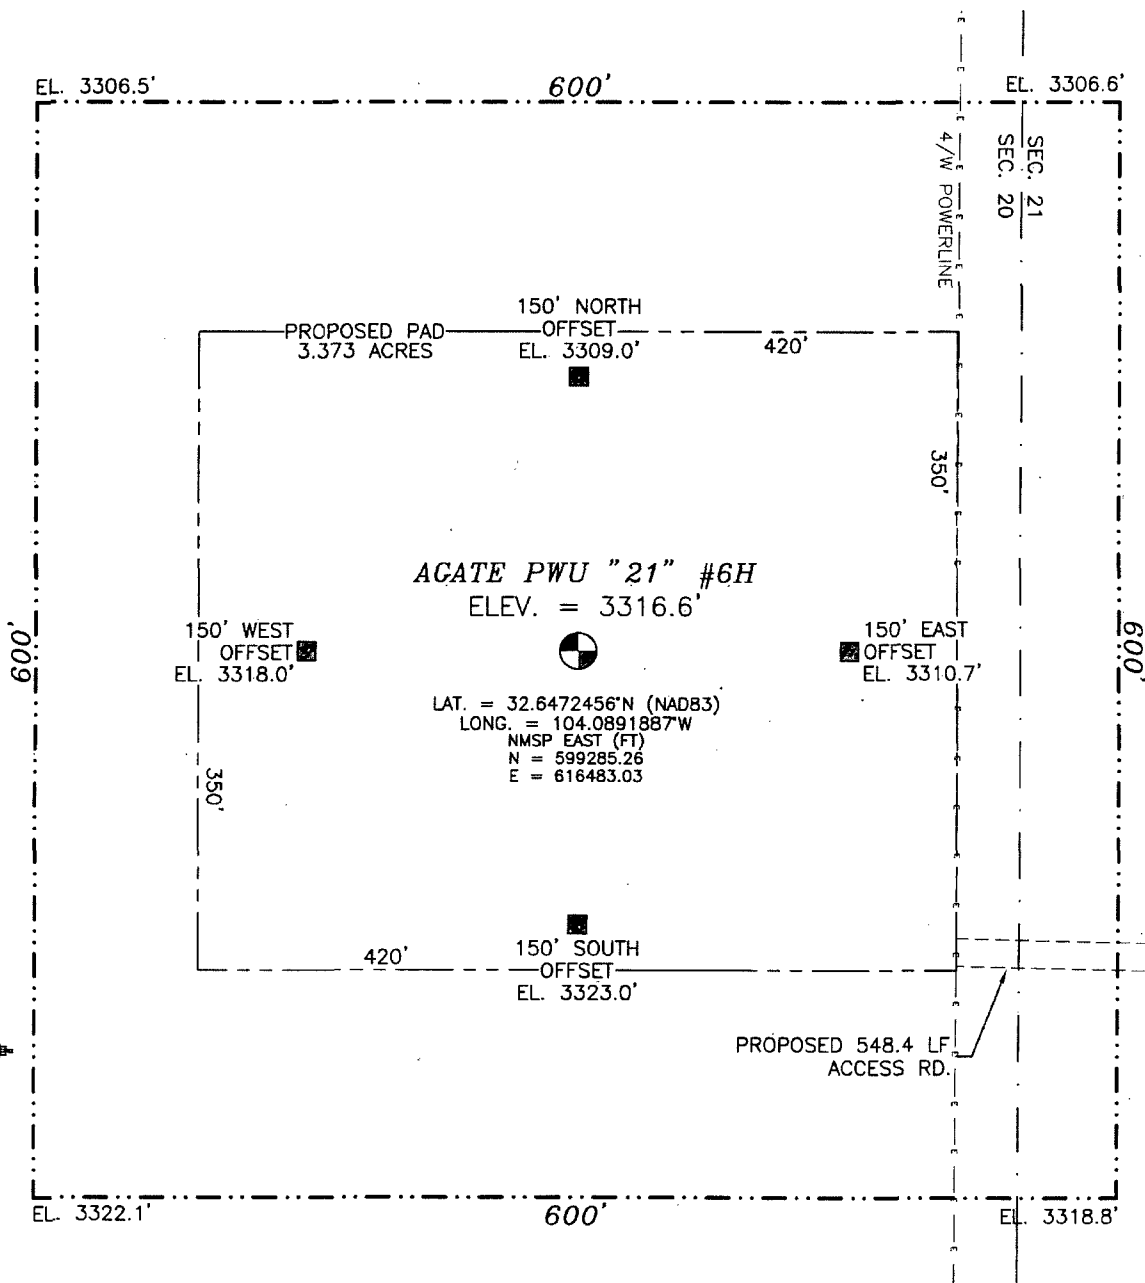 EL. 3306.5'
600'
EL. 3306.6'
4/W POWERLINE
SEC. 21
SEC. 20
150' NORTH
OFFSET
EL. 3309.0'
PROPOSED PAD
3.373 ACRES
420'
350'
AGATE PWU "21" #6H
ELEV. = 3316.6'
600'
150' WEST
OFFSET
EL. 3318.0'
150' EAST
OFFSET
EL. 3310.7'
600'
LAT. = 32.6472456°N (NAD83)
LONG. = 104.0891887°W
NMSP EAST (FT)
N = 599285.26
E = 616483.03
350'
420'
150' SOUTH
OFFSET
EL. 3323.0'
PROPOSED 548.4 LF
ACCESS RD.
EL. 3322.1'
600'
EL. 3318.8'